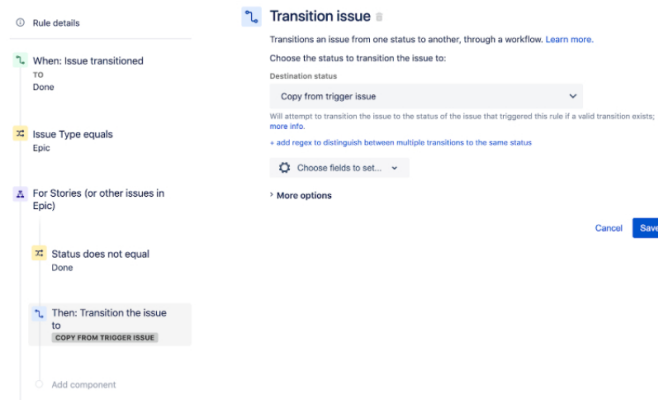 Rule details
When: Issue transitioned
TO
Done
Issue Type equals
Epic
For Stories (or other issues in
Epic)
Status does not equal
Done
Then: Transition the issue
to
COPY FROM TRIGGER ISSUE
Add component
Transition issue
Transitions an issue from one status to another, through a workflow. Learn more.
Choose the status to transition the issue to:
Destination status
Copy from trigger issue
Will attempt to transition the issue to the status of the issue that triggered this rule if a valid transition exists;
more info.
+ add regex to distinguish between multiple transitions to the same status
Choose fields to set...
More options
Cancel
Save